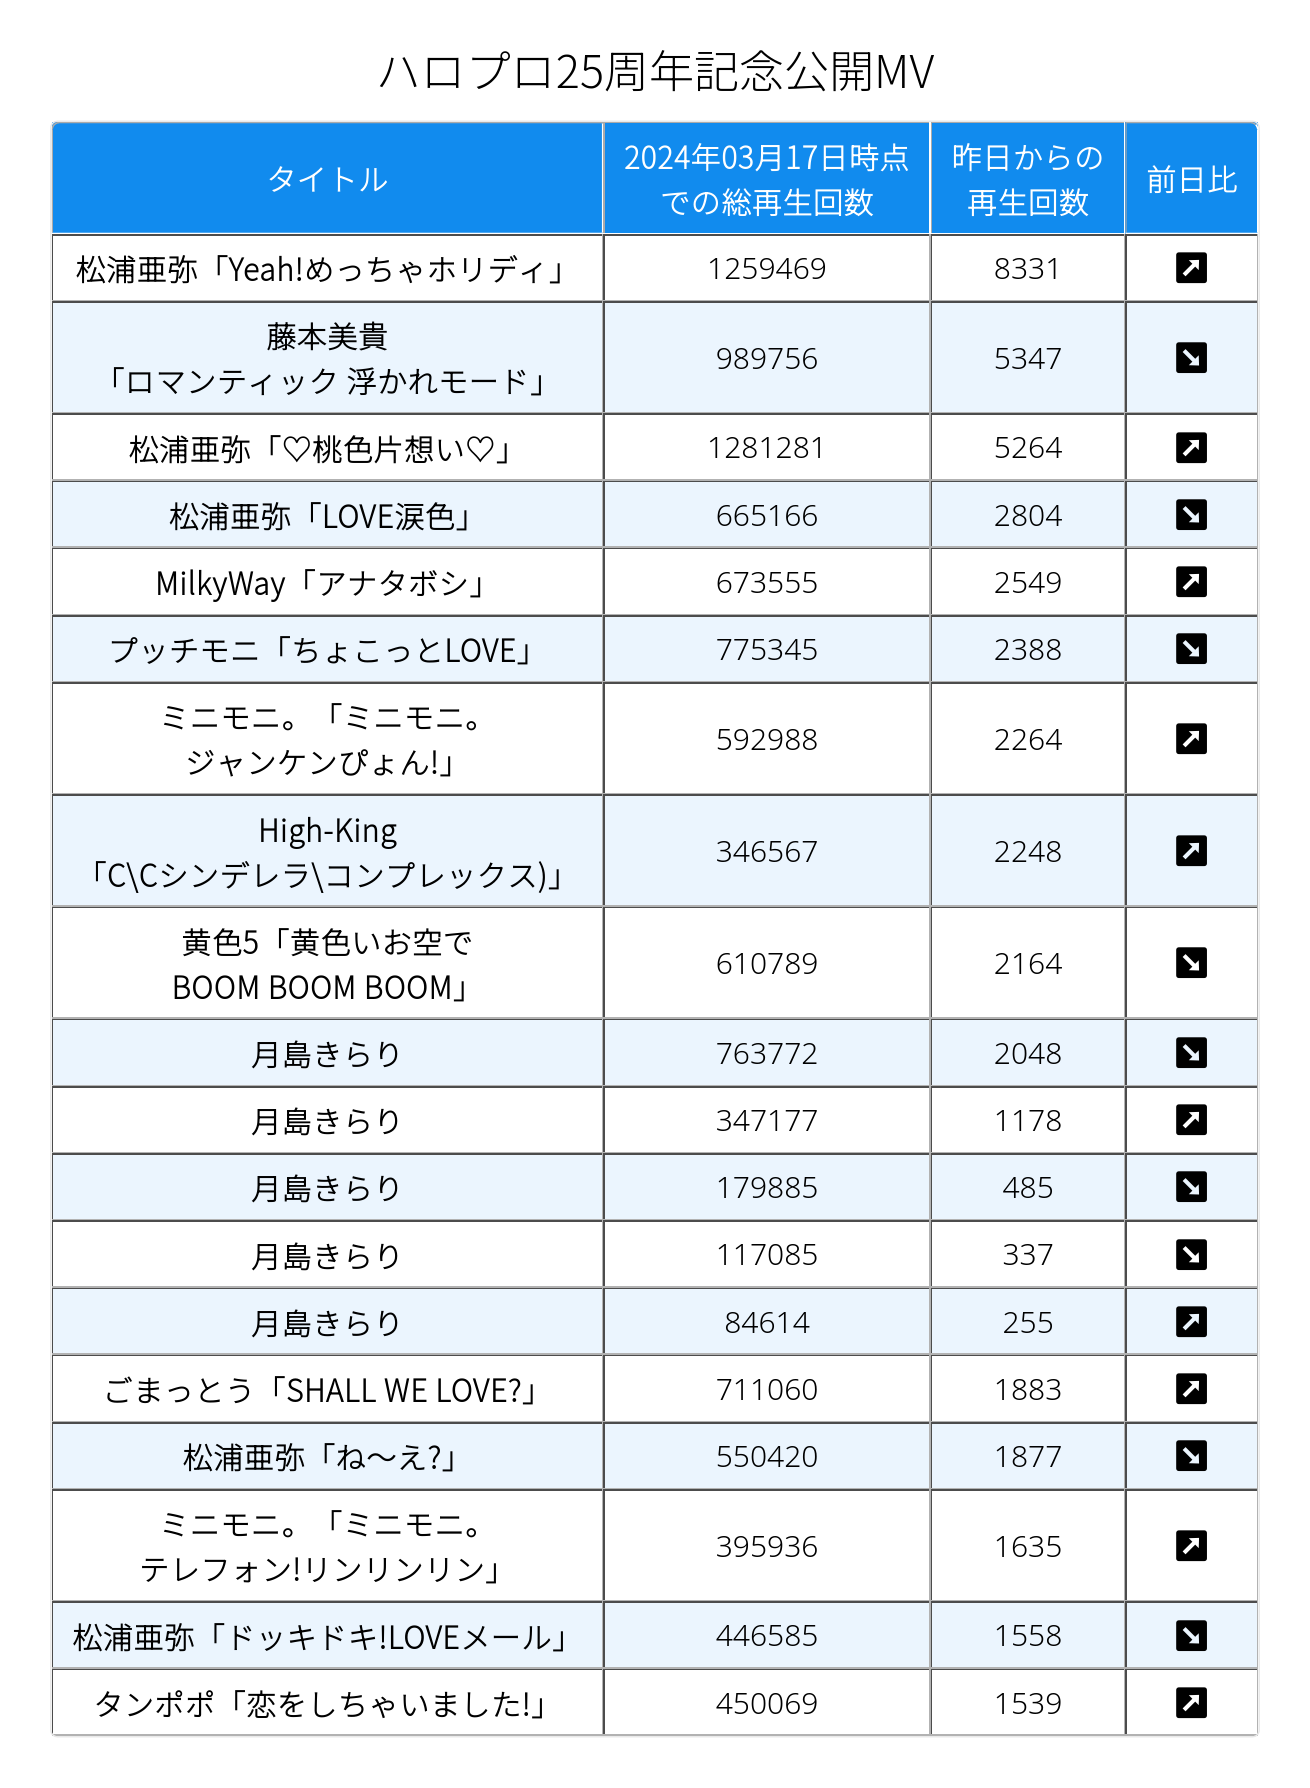 ハロプロ25周年記念公開MV
タイトル
2024年03月17日時点
での総再生回数
昨日からの
再生回数
前日比
松浦亜弥「Yeah!めっちゃホリディ」 1259469 8331 ↗
藤本美貴
「ロマンティック 浮かれモード」 989756 5347 ↘
松浦亜弥「♡桃色片想い♡」 1281281 5264 ↗
松浦亜弥「LOVE涙色」 665166 2804 ↘
MilkyWay「アナタボシ」 673555 2549 ↗
プッチモニ「ちょこっとLOVE」 775345 2388 ↘
ミニモニ。「ミニモニ。
ジャンケンぴょん!」 592988 2264 ↗
High-King
「C\Cシンデレラ\コンプレックス)」 346567 2248 ↗
黄色5「黄色いお空で
BOOM BOOM BOOM」 610789 2164 ↘
月島きらり 763772 2048 ↘
月島きらり 347177 1178 ↗
月島きらり 179885 485 ↘
月島きらり 117085 337 ↘
月島きらり 84614 255 ↗
ごまっとう「SHALL WE LOVE?」 711060 1883 ↗
松浦亜弥「ね～え?」 550420 1877 ↘
ミニモニ。「ミニモニ。
テレフォン!リンリンリン」 395936 1635 ↗
松浦亜弥「ドッキドキ!LOVEメール」 446585 1558 ↘
タンポポ「恋をしちゃいました!」 450069 1539 ↗